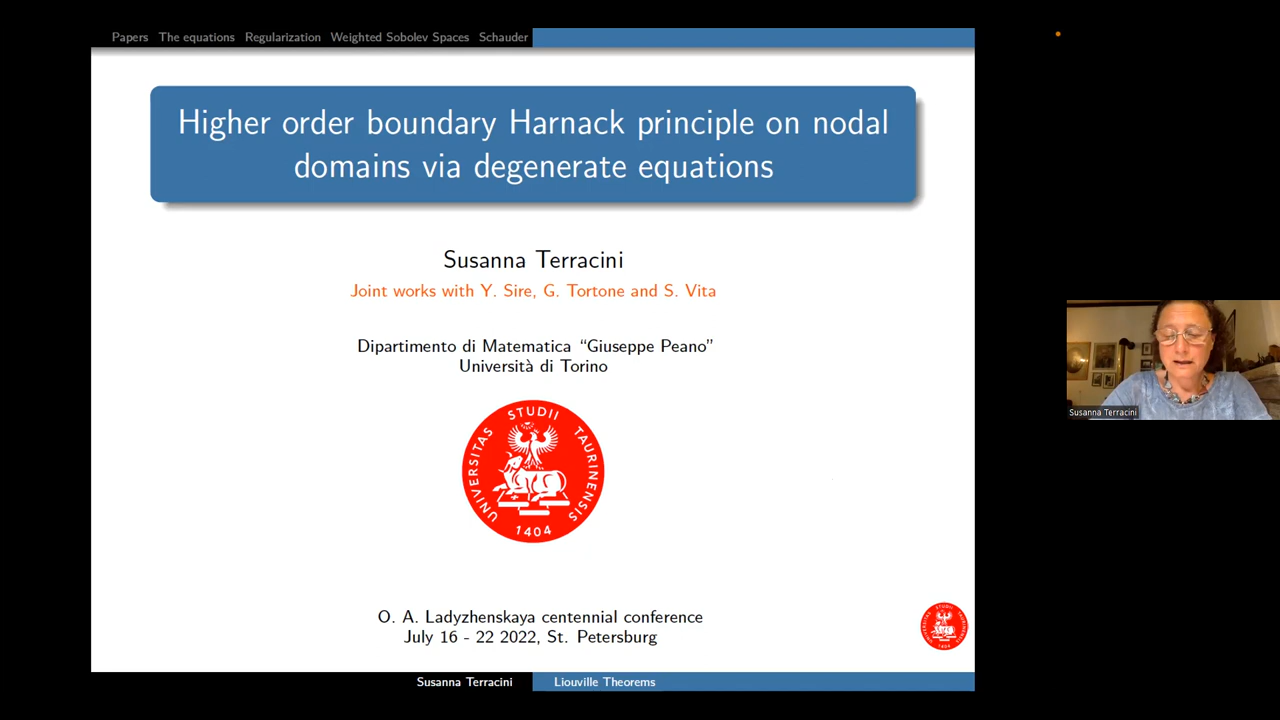 Papers The equations Regularization Weighted Sobolev Spaces Schauder
Higher order boundary Harnack principle on nodal
domains via degenerate equations
Susanna Terracini
Joint works with Y. Sire, G. Tortone and S. Vita
Dipartimento di Matematica “Giuseppe Peano”
Università di Torino
UNIVERSITAS STUDII TAURINENSIS
1404
O. A. Ladyzhenskaya centennial conference
July 16 - 22 2022, St. Petersburg
Susanna Terracini Liouville Theorems
Susanna Terracini